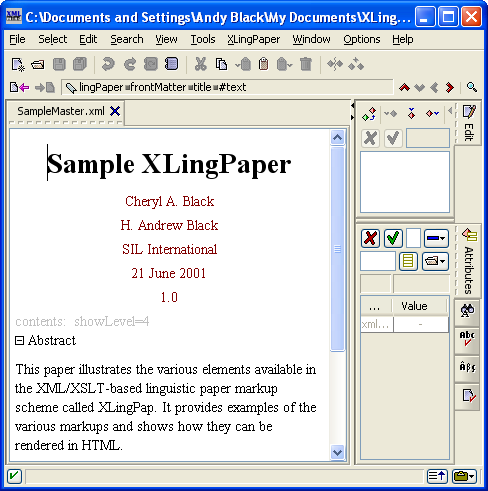 C:\Documents and Settings\Andy Black\My Documents\XLing...
File Select Edit Search View Tools XLingPaper Window Options Help
lingPaper frontMatter title #text
SampleMaster.xml
Sample XLingPaper
Cheryl A. Black
H. Andrew Black
SIL International
21 June 2001
1.0
contents: showLevel=4
Abstract
This paper illustrates the various elements available in
the XML/XSLT-based linguistic paper markup
scheme called XLingPap. It provides examples of the
various markups and shows how they can be
rendered in HTML.
Edit
Attributes
... Value
xml... -
Abc